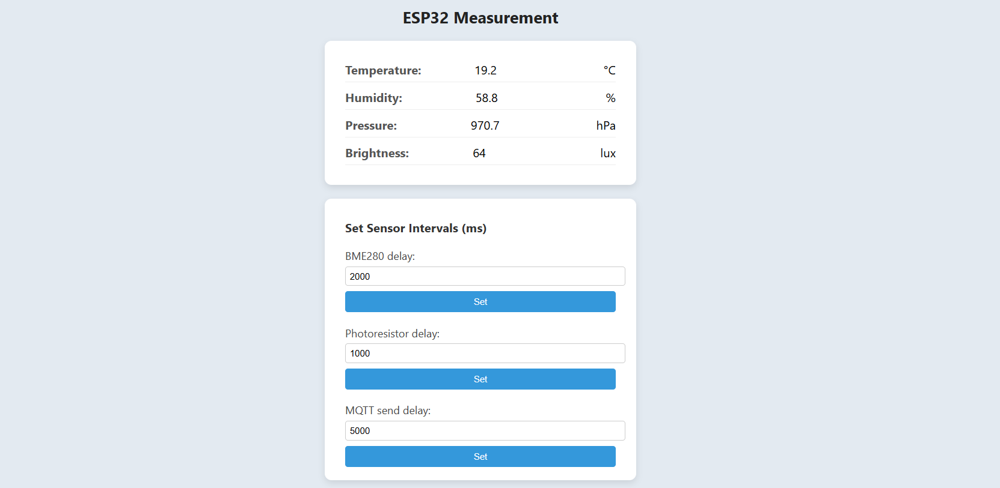 ESP32 Measurement
Temperature: 19.2 °C
Humidity: 58.8 %
Pressure: 970.7 hPa
Brightness: 64 lux
Set Sensor Intervals (ms)
BME280 delay:
2000
Set
Photoresistor delay:
1000
Set
MQTT send delay:
5000
Set